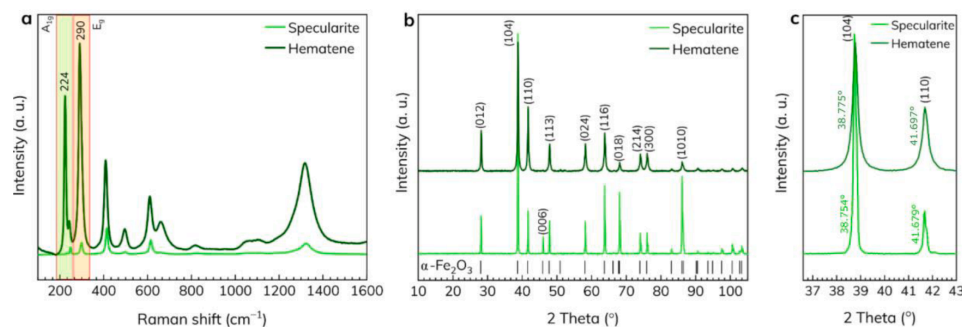 a
A1g
Eg
224
290
Specularite
Hematene
Intensity (a. u.)
200 400 600 800 1000 1200 1400 1600
Raman shift (cm⁻¹)
b
Specularite
Hematene
(012)
(104)
(110)
(113)
(024)
(116)
(018)
(214)
(300)
(1010)
(006)
α-Fe₂O₃
Intensity (a. u.)
10 20 30 40 50 60 70 80 90 100
2 Theta (°)
c
Specularite
Hematene
(104)
(110)
38.775°
41.697°
38.754°
41.679°
Intensity (a. u.)
37 38 39 40 41 42 43
2 Theta (°)